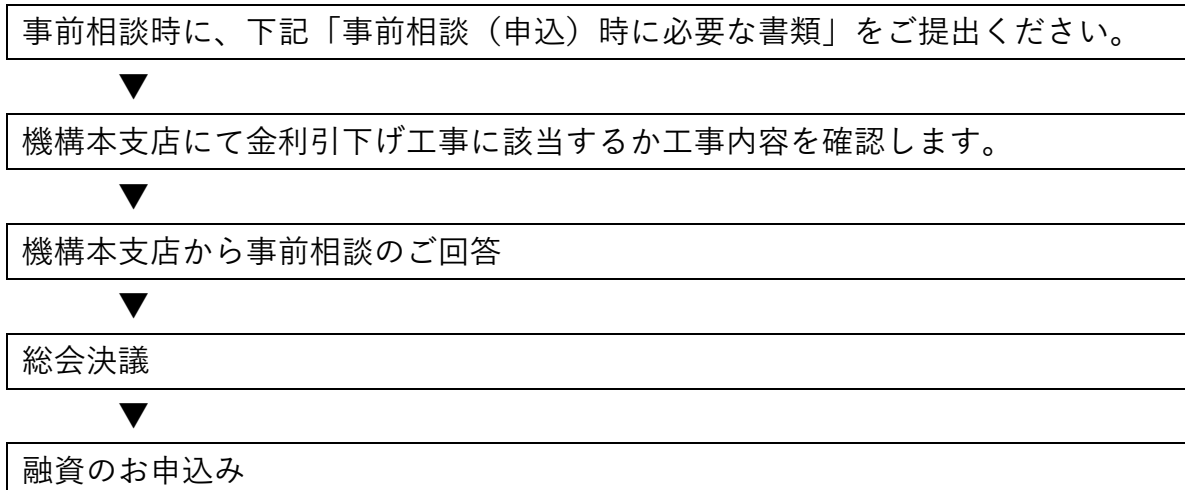 事前相談時に、下記「事前相談（申込）時に必要な書類」をご提出ください。
▼
機構本支店にて金利引下げ工事に該当するか工事内容を確認します。
▼
機構本支店から事前相談のご回答
▼
総会決議
▼
融資のお申込み